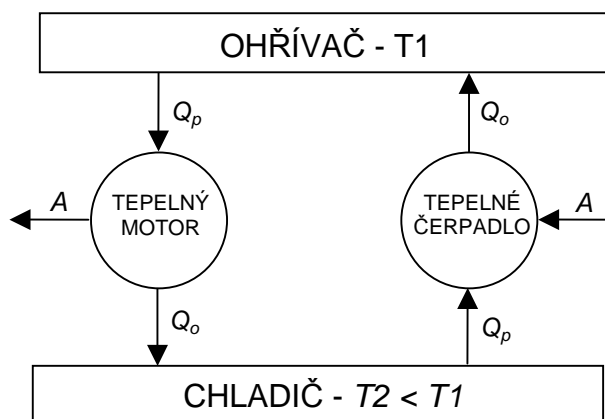 OHŘÍVAČ - T1
Qp
Qo
A
TEPELNÝ
MOTOR
TEPELNÉ
ČERPADLO
A
Qo
Qp
CHLADIČ - T2 < T1